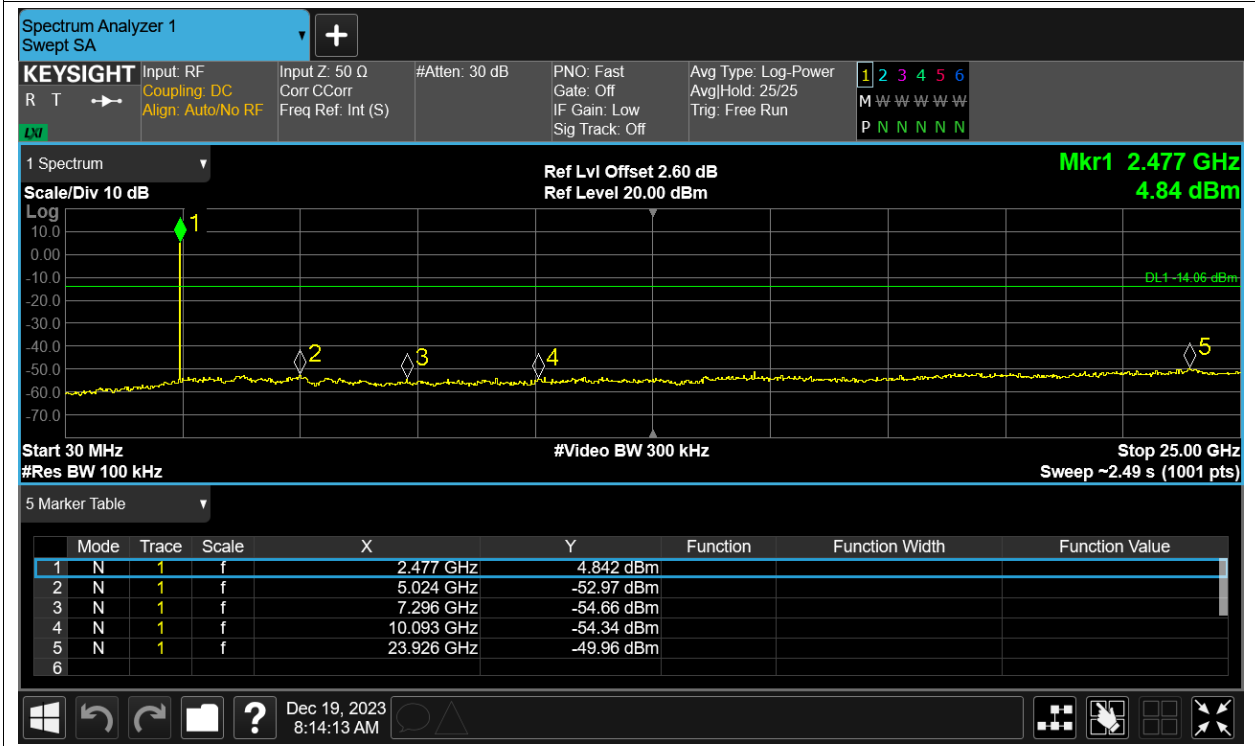 Spectrum Analyzer 1
Swept SA
+
KEYSIGHT
R T
LXI
Input: RF
Coupling: DC
Align: Auto/No RF
Input Z: 50 Ω
Corr CCorr
Freq Ref: Int (S)
#Atten: 30 dB
PNO: Fast
Gate: Off
IF Gain: Low
Sig Track: Off
Avg Type: Log-Power
Avg|Hold: 25/25
Trig: Free Run
1 2 3 4 5 6
M W W W W W
P N N N N N
1 Spectrum
Scale/Div 10 dB
Ref Lvl Offset 2.60 dB
Ref Level 20.00 dBm
Mkr1 2.477 GHz
4.84 dBm
Log
10.0
0.00
-10.0
-20.0
-30.0
-40.0
-50.0
-60.0
-70.0
1
2
3
4
5
DL1 -14.06 dBm
Start 30 MHz
#Res BW 100 kHz
#Video BW 300 kHz
Stop 25.00 GHz
Sweep ~2.49 s (1001 pts)
5 Marker Table
Mode Trace Scale X Y Function Function Width Function Value
1 N 1 f 2.477 GHz 4.842 dBm
2 N 1 f 5.024 GHz -52.97 dBm
3 N 1 f 7.296 GHz -54.66 dBm
4 N 1 f 10.093 GHz -54.34 dBm
5 N 1 f 23.926 GHz -49.96 dBm
6
?
Dec 19, 2023
8:14:13 AM